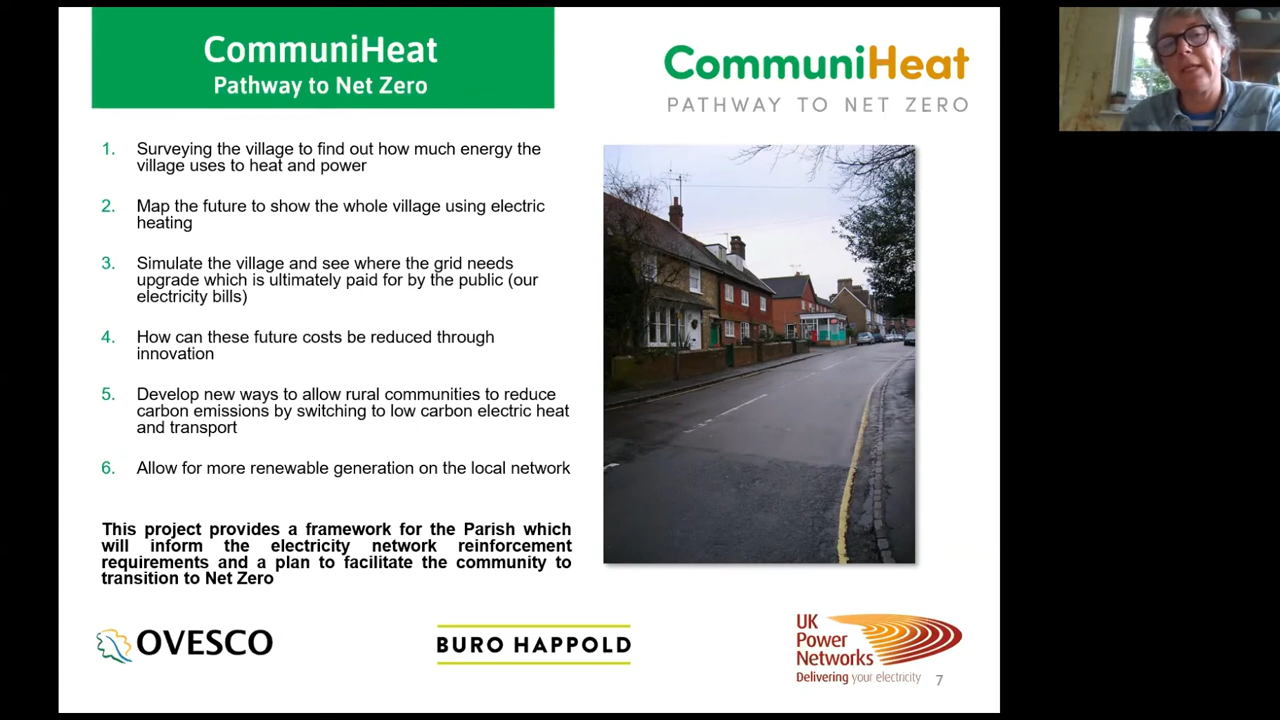 CommuniHeat
Pathway to Net Zero
CommuniHeat
PATHWAY TO NET ZERO
1. Surveying the village to find out how much energy the
village uses to heat and power
2. Map the future to show the whole village using electric
heating
3. Simulate the village and see where the grid needs
upgrade which is ultimately paid for by the public (our
electricity bills)
4. How can these future costs be reduced through
innovation
5. Develop new ways to allow rural communities to reduce
carbon emissions by switching to low carbon electric heat
and transport
6. Allow for more renewable generation on the local network
This project provides a framework for the Parish which
will inform the electricity network reinforcement
requirements and a plan to facilitate the community to
transition to Net Zero
OVESCO
BURO HAPPOLD
UK
Power
Networks
Delivering your electricity
7